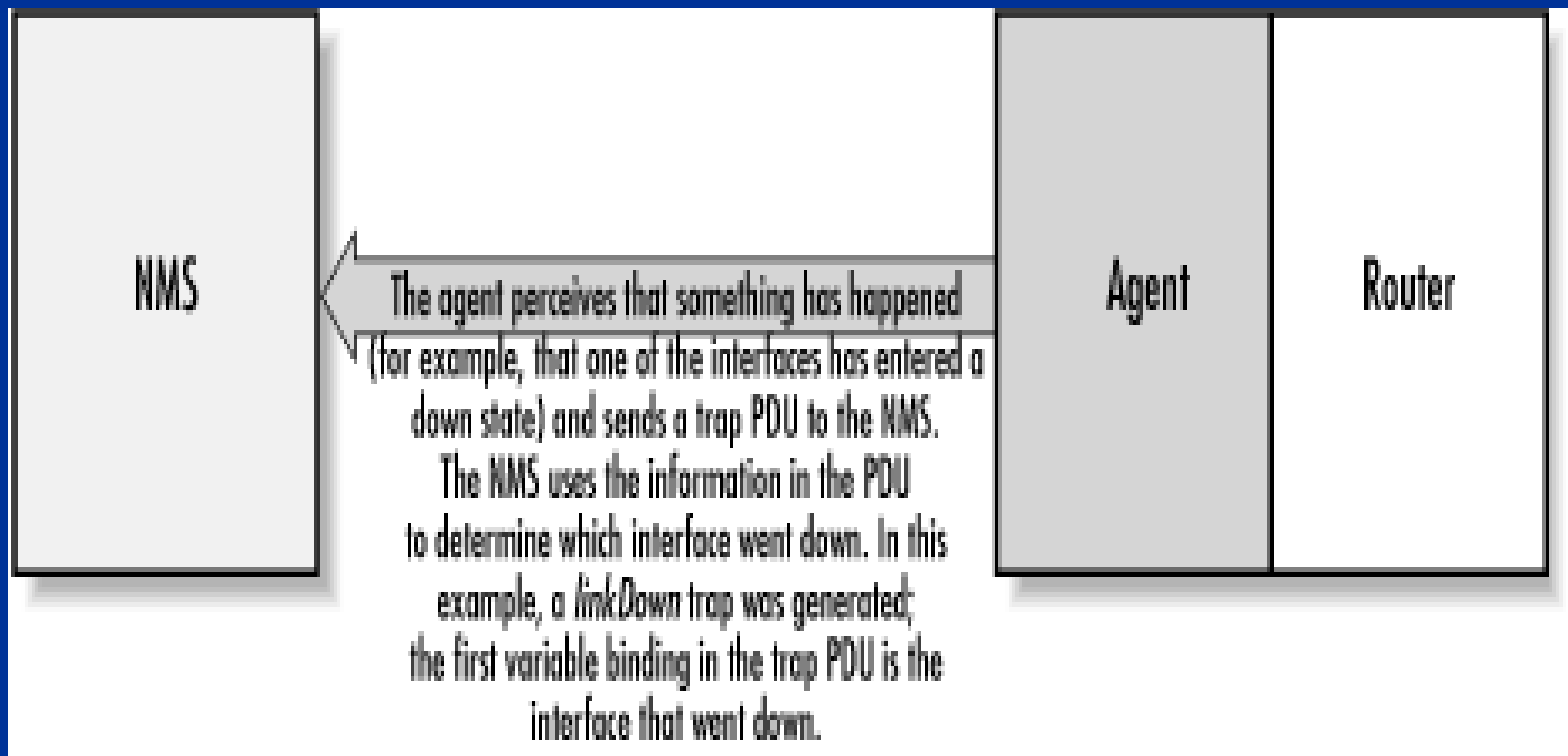 NMS
The agent perceives that something has happened
(for example, that one of the interfaces has entered a
down state) and sends a trap PDU to the NMS.
The NMS uses the information in the PDU
to determine which interface went down. In this
example, a linkDown trap was generated;
the first variable binding in the trap PDU is the
interface that went down.
Agent
Router